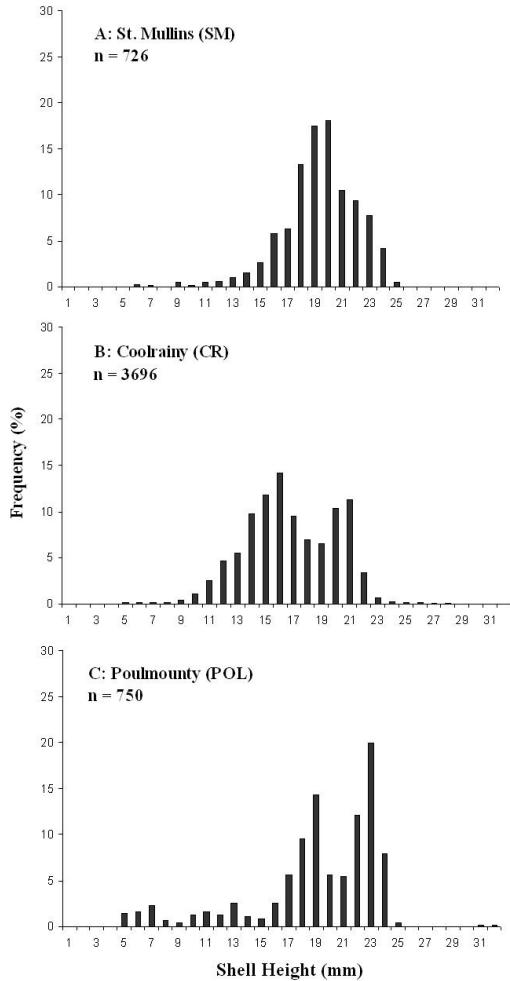 30
A: St. Mullins (SM)
n = 726
25
20
15
10
5
0
1 3 5 7 9 11 13 15 17 19 21 23 25 27 29 31
30
B: Coolrainy (CR)
n = 3696
25
20
15
10
5
0
1 3 5 7 9 11 13 15 17 19 21 23 25 27 29 31
Frequency (%)
30
C: Poulmounty (POL)
n = 750
25
20
15
10
5
0
1 3 5 7 9 11 13 15 17 19 21 23 25 27 29 31
Shell Height (mm)